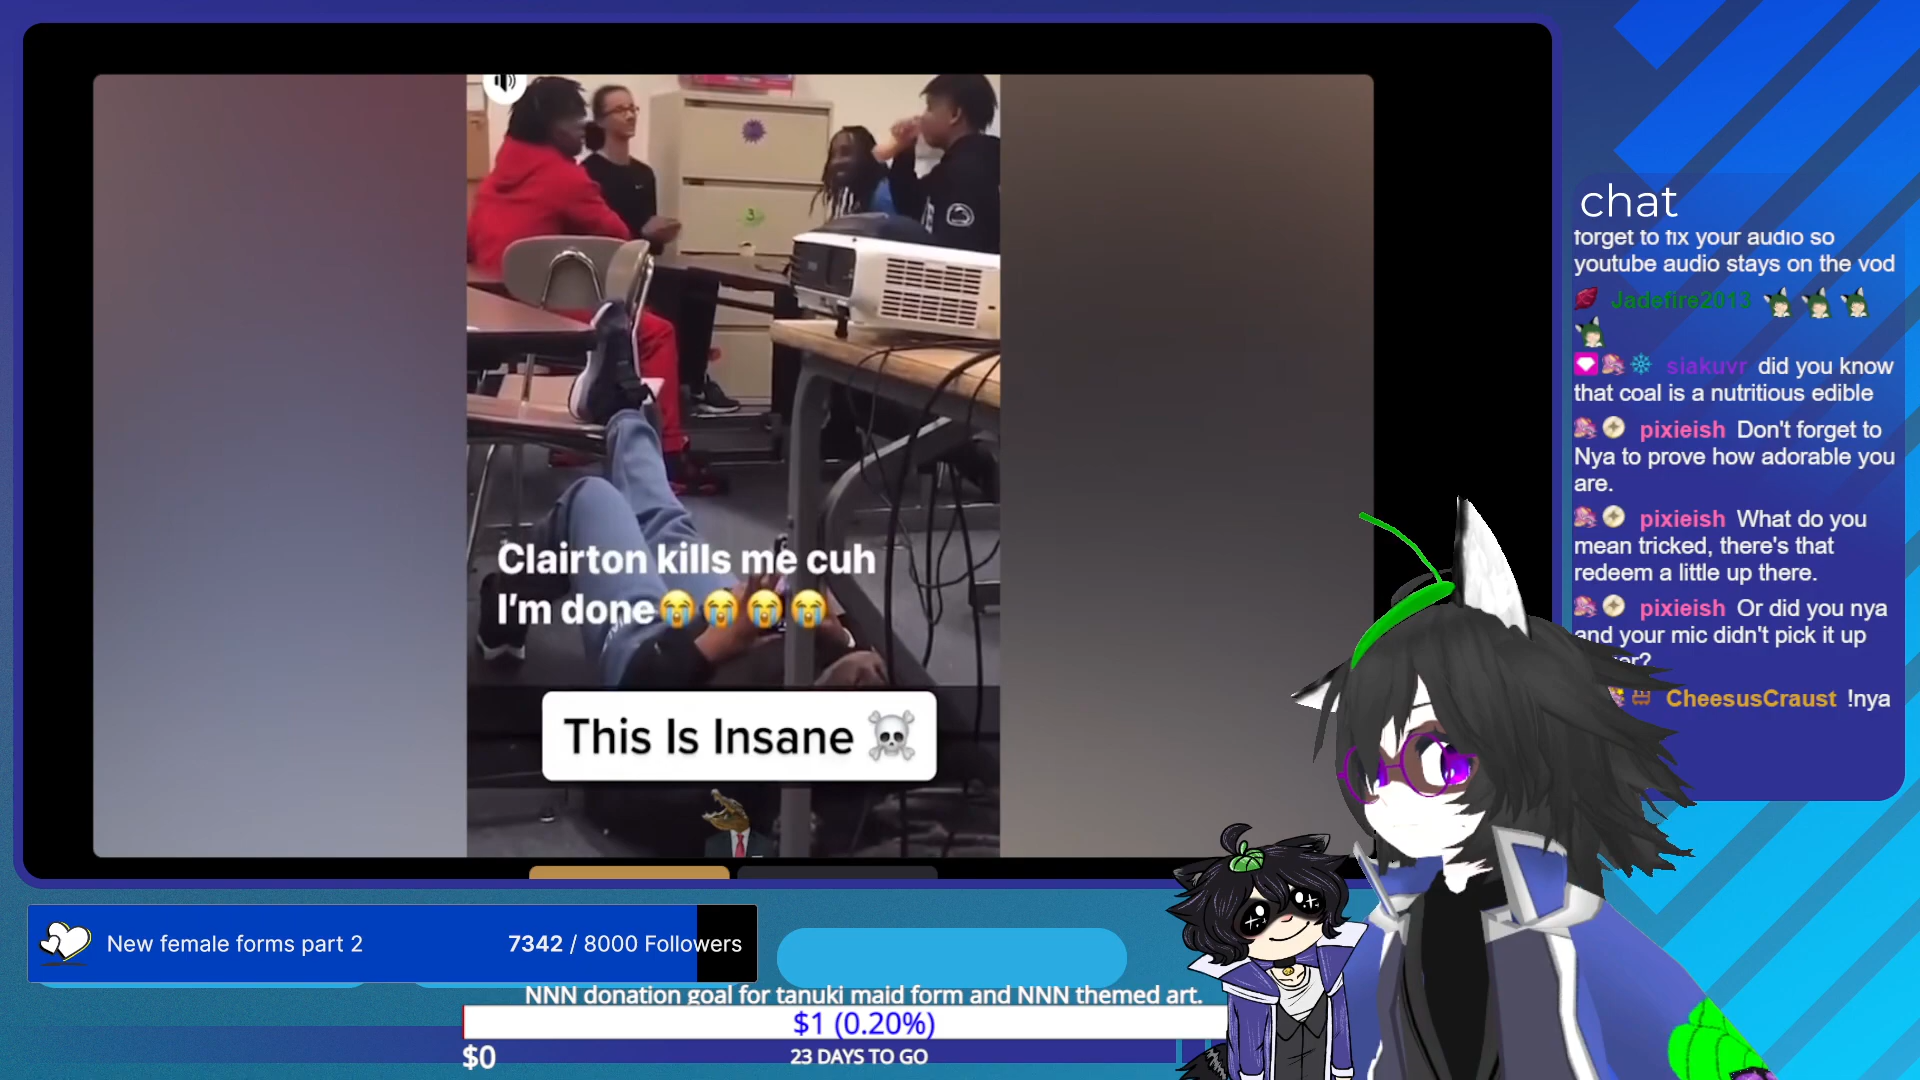 Clairton kills me cuh
I'm done😭😭😭😭
This Is Insane ☠️
chat
forget to fix your audio so
youtube audio stays on the vod
Jadefire2013
siakuvr did you know
that coal is a nutritious edible
pixieish Don't forget to
Nya to prove how adorable you
are.
pixieish What do you
mean tricked, there's that
redeem a little up there.
pixieish Or did you nya
and your mic didn't pick it up
CheesusCraust !nya
New female forms part 2
7342 / 8000 Followers
NNN donation goal for tanuki maid form and NNN themed art.
$1 (0.20%)
$0
23 DAYS TO GO